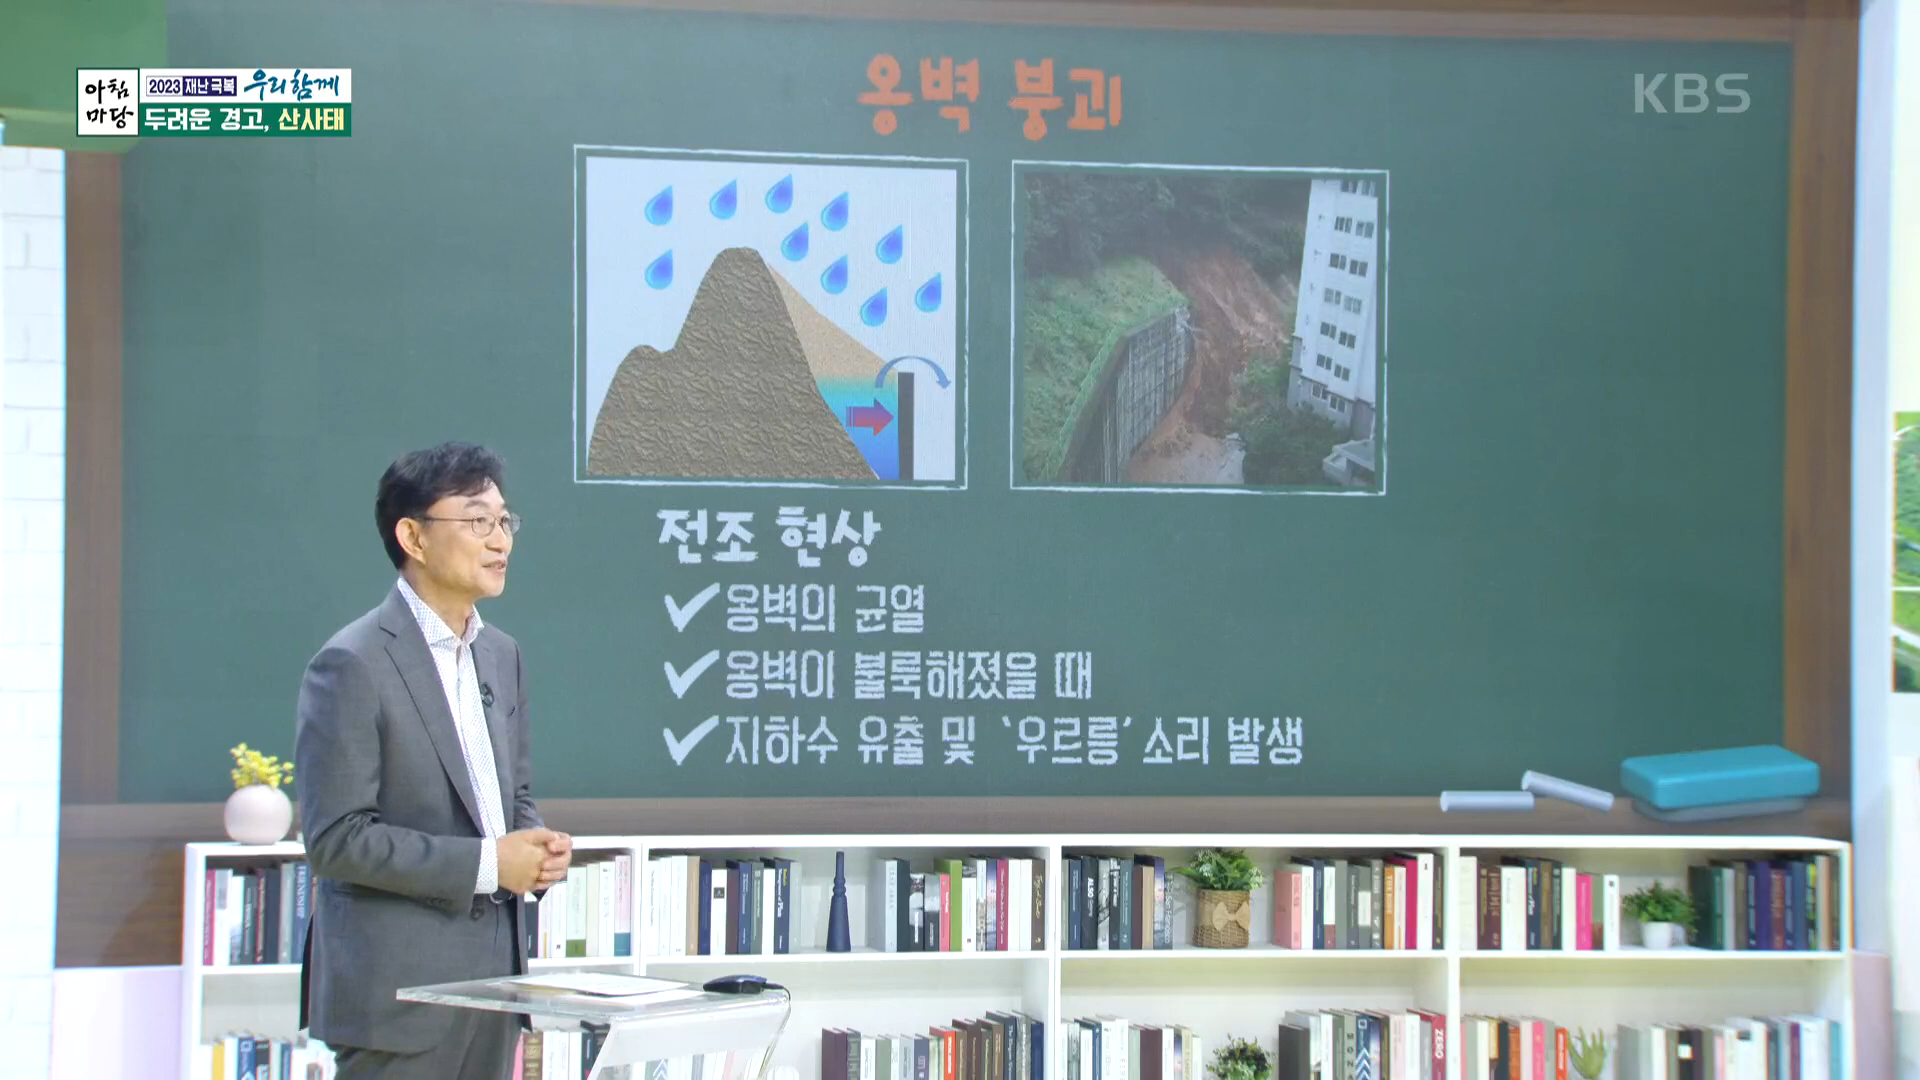 아침
마당
2023 재난 극복 우리 함께
두려운 경고, 산사태
KBS
옹벽 붕괴
전조 현상
✓옹벽의 균열
✓옹벽이 불룩해졌을 때
✓지하수 유출 및 ‘우르릉’ 소리 발생
FRIENDSHIP
ZERO